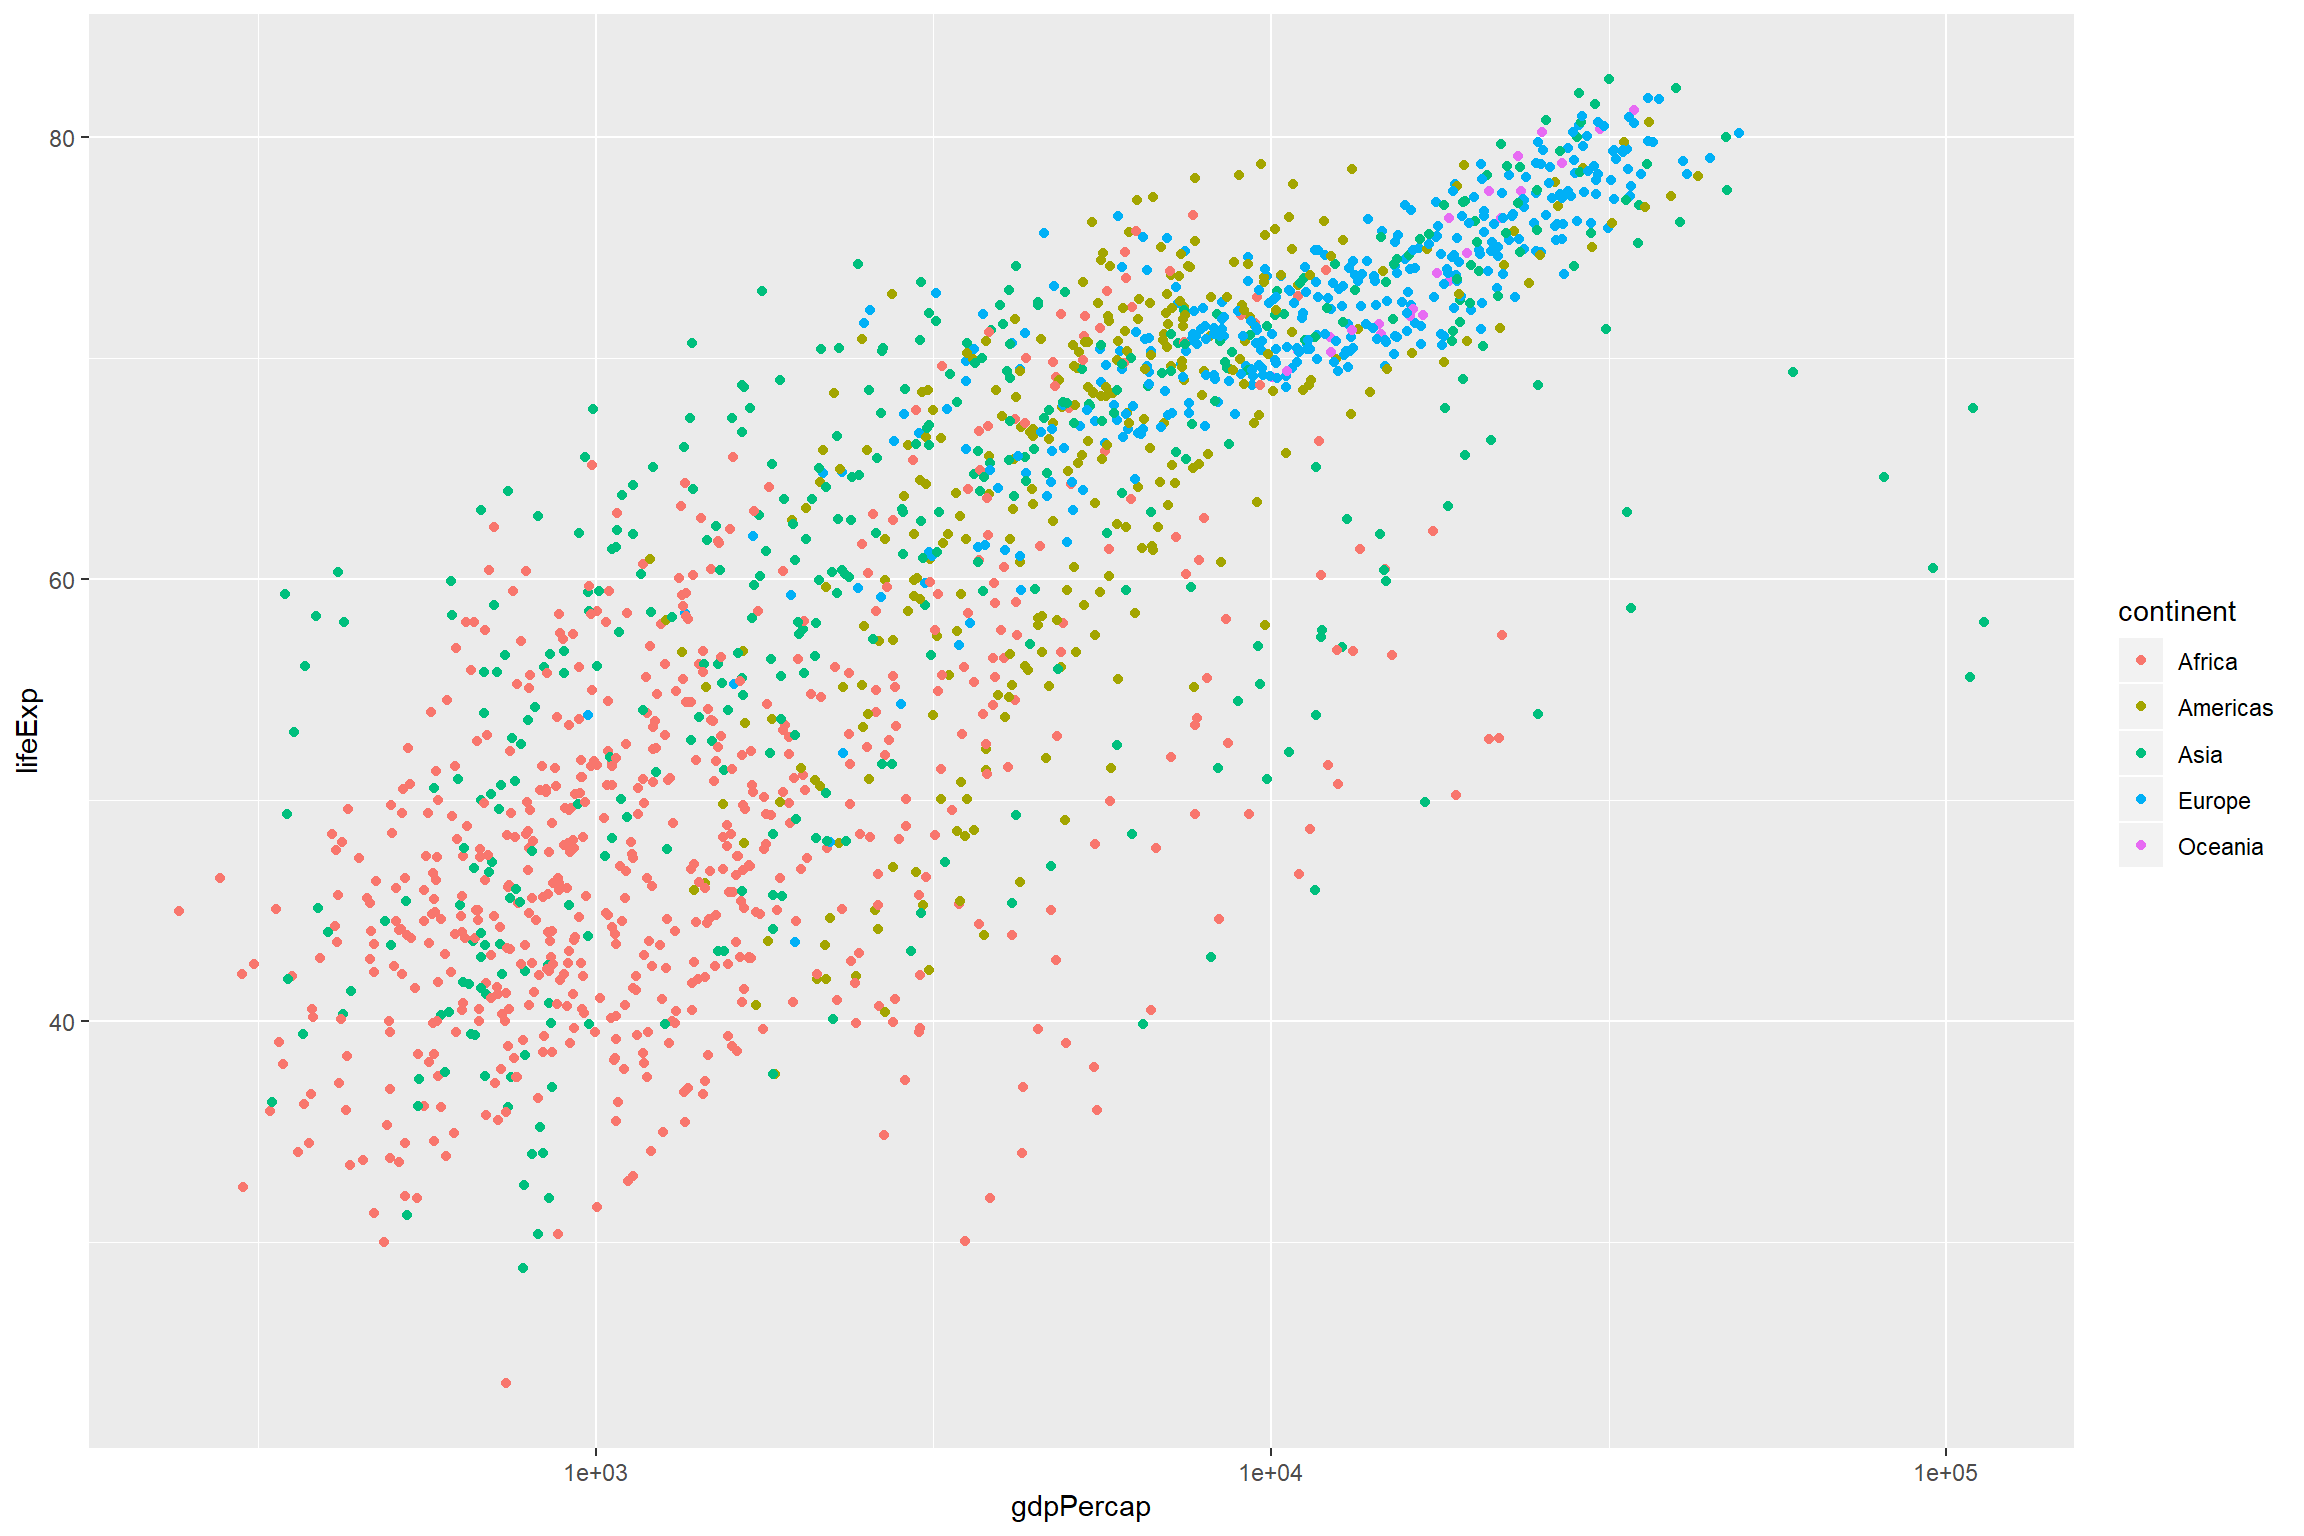 80
60
40
lifeExp
1e+03
1e+04
1e+05
gdpPercap
continent
Africa
Americas
Asia
Europe
Oceania